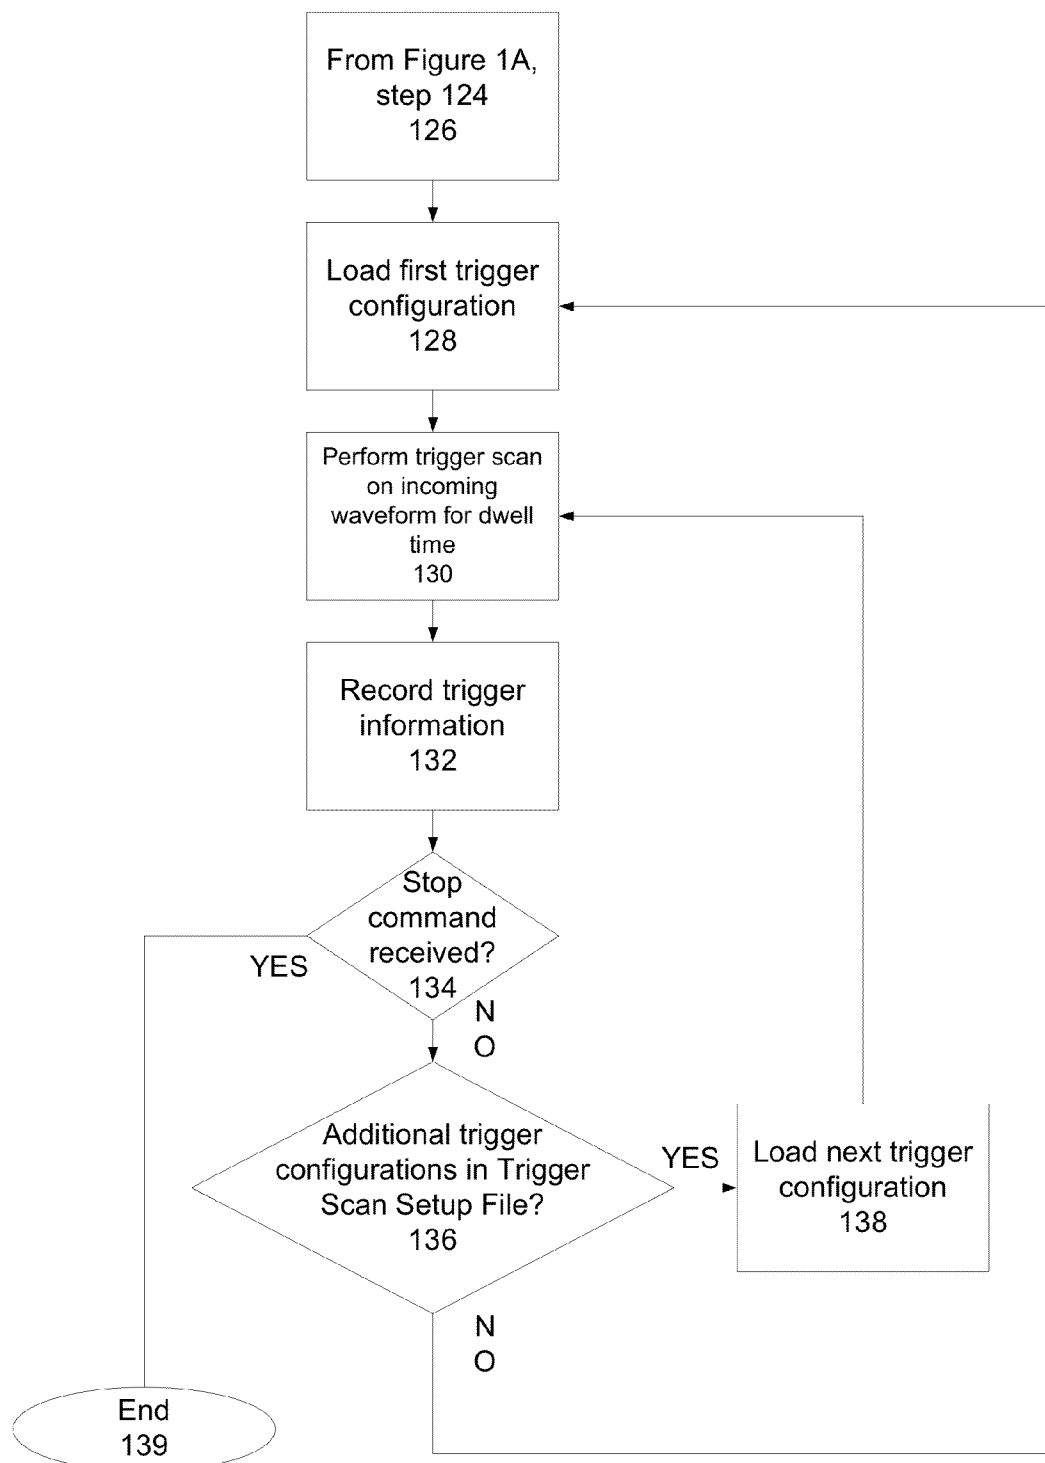 From Figure 1A,
step 124
126
Load first trigger
configuration
128
Perform trigger scan
on incoming
waveform for dwell
time
130
Record trigger
information
132
Stop
command
received?
134
YES
N
O
Additional trigger
configurations in Trigger
Scan Setup File?
136
YES
Load next trigger
configuration
138
N
O
End
139